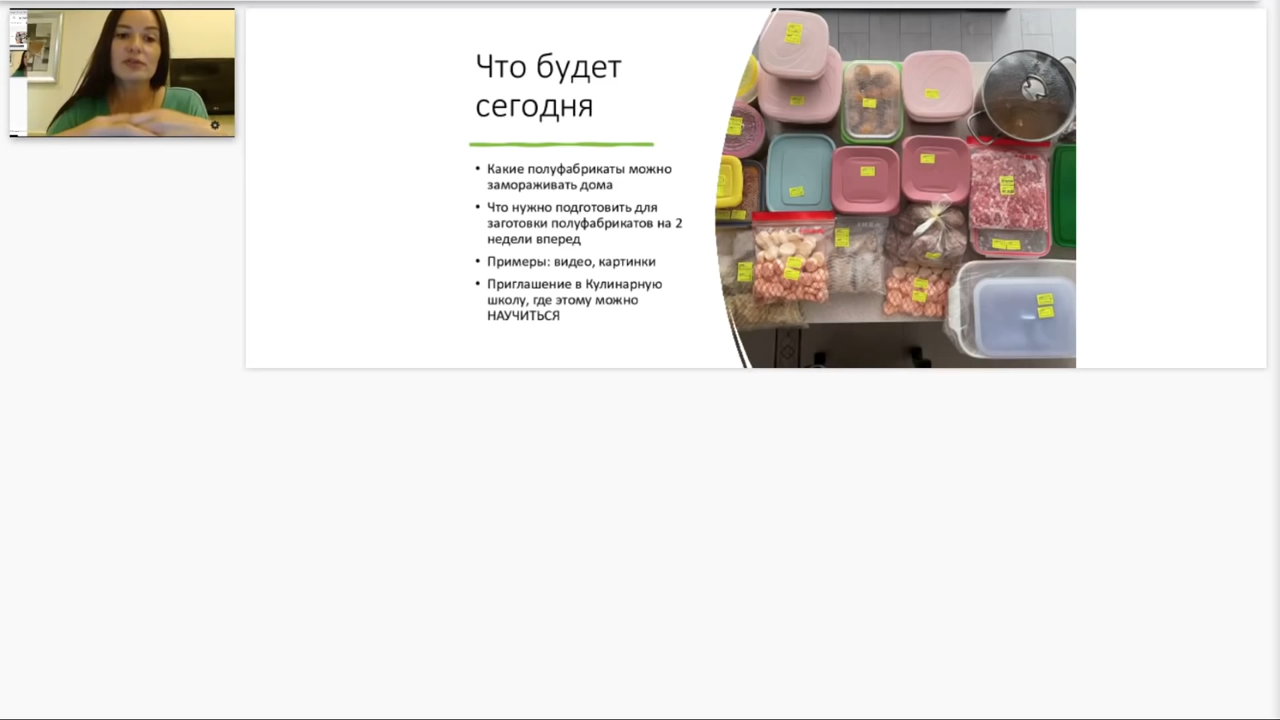 Что будет
сегодня
• Какие полуфабрикаты можно
замораживать дома
• Что нужно подготовить для
заготовки полуфабрикатов на 2
недели вперед
• Примеры: видео, картинки
• Приглашение в Кулинарную
школу, где этому можно
НАУЧИТЬСЯ